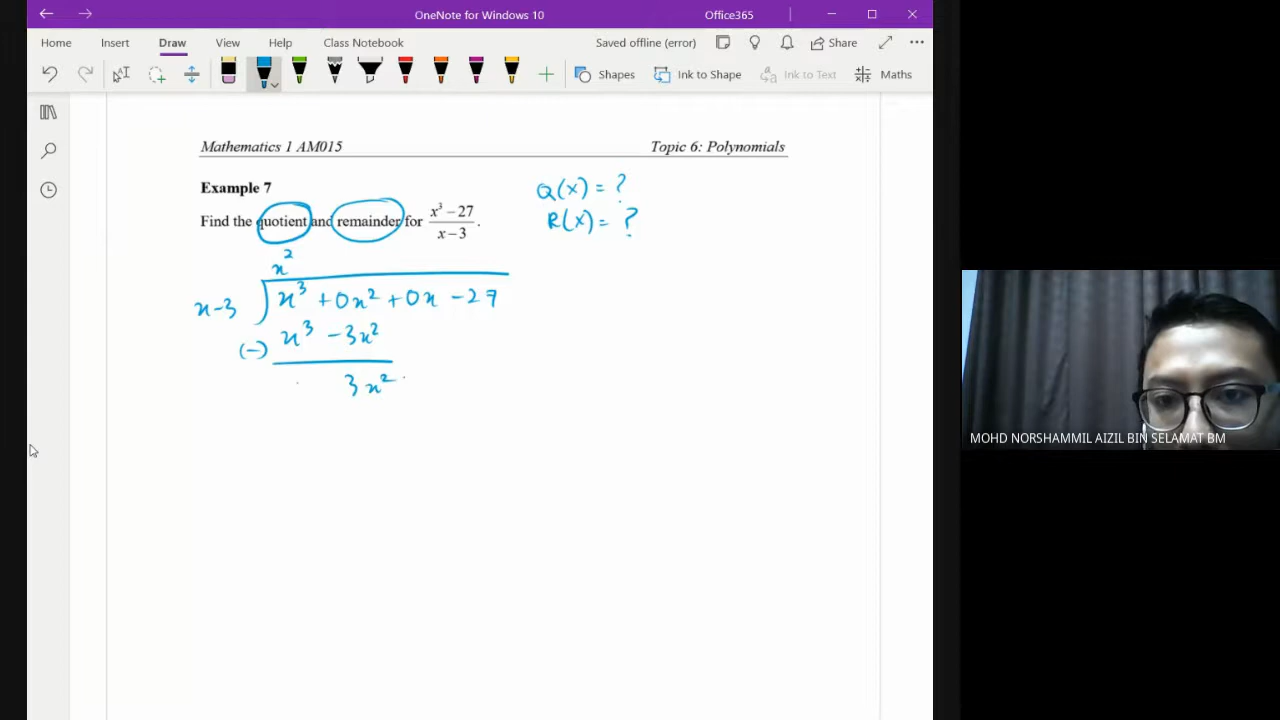 OneNote for Windows 10
Office365
Home Insert Draw View Help Class Notebook
Saved offline (error)
Share
Shapes
Ink to Shape
Ink to Text
Maths
Mathematics 1 AM015
Topic 6: Polynomials
Example 7
Find the quotient and remainder for x³ − 27 / x − 3 .
Q(x) = ?
R(x) = ?
x²
x−3 x³ + 0x² + 0x − 27
(−) x³ − 3x²
3x²
MOHD NORSHAMMIL AIZIL BIN SELAMAT BM